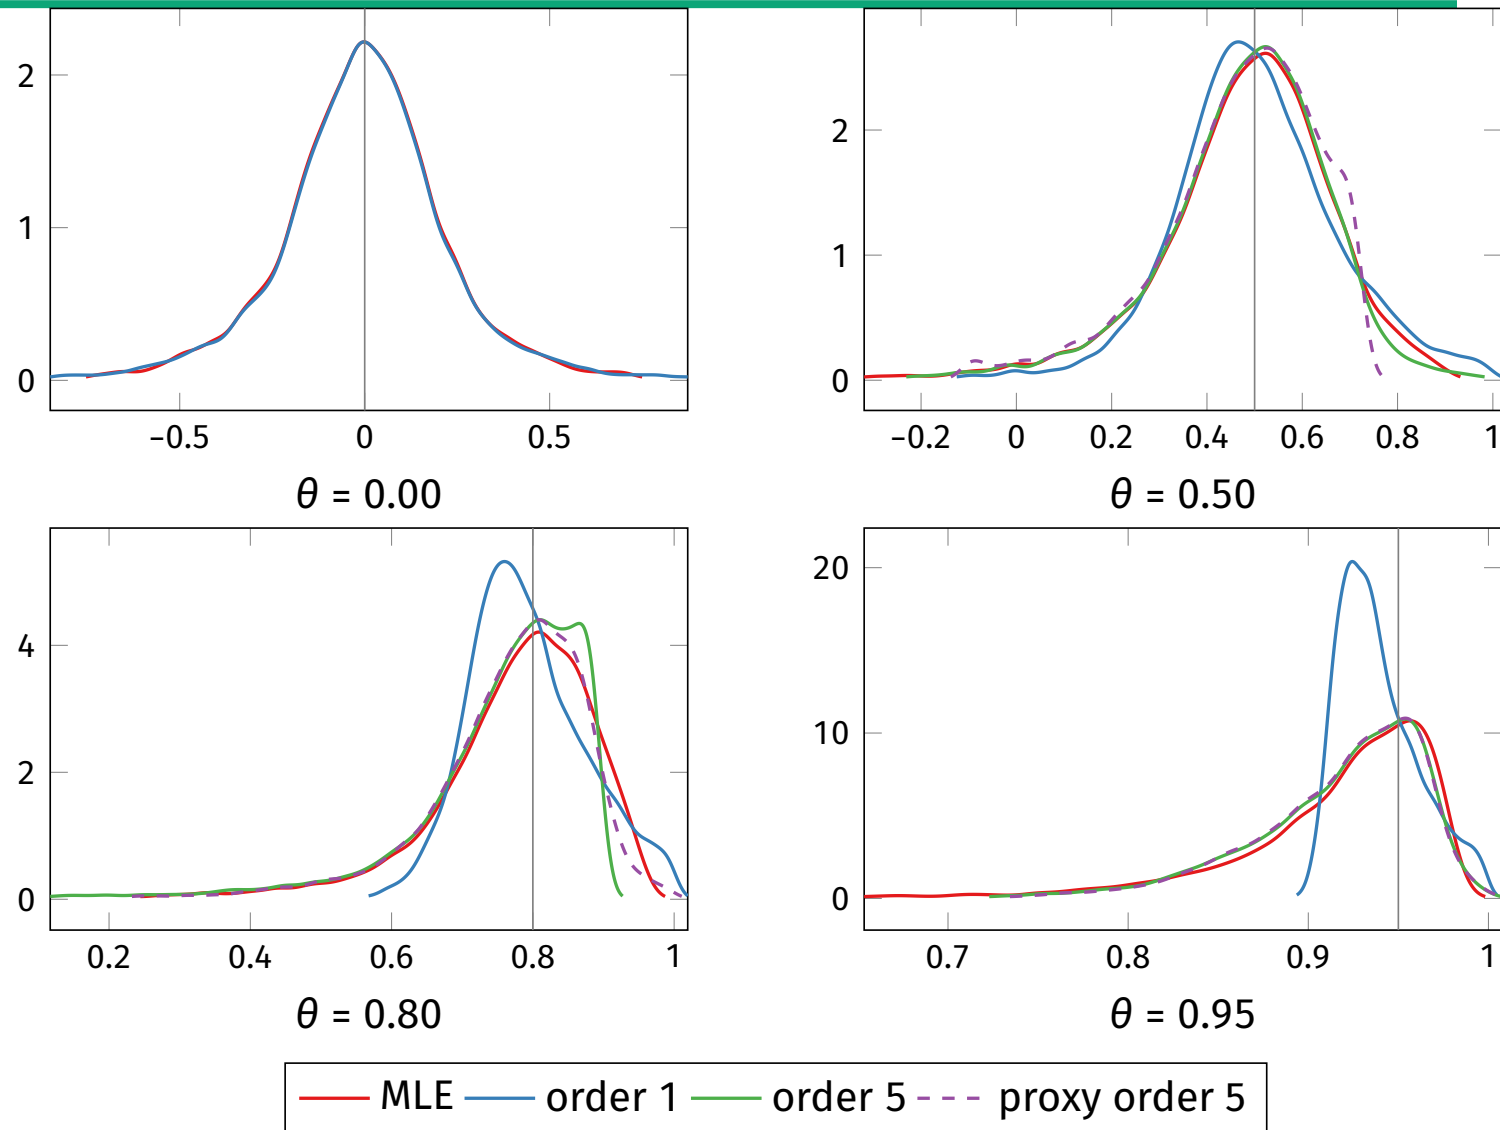 2
1
0
−0.5 0 0.5
θ = 0.00
2
1
0
−0.2 0 0.2 0.4 0.6 0.8 1
θ = 0.50
4
2
0
0.2 0.4 0.6 0.8 1
θ = 0.80
20
10
0
0.7 0.8 0.9 1
θ = 0.95
MLE order 1 order 5 proxy order 5